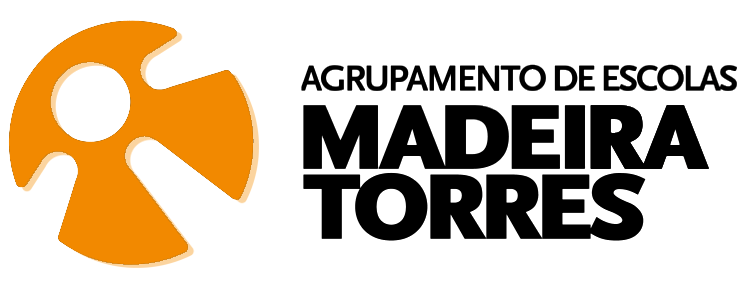 AGRUPAMENTO DE ESCOLAS
MADEIRA
TORRES